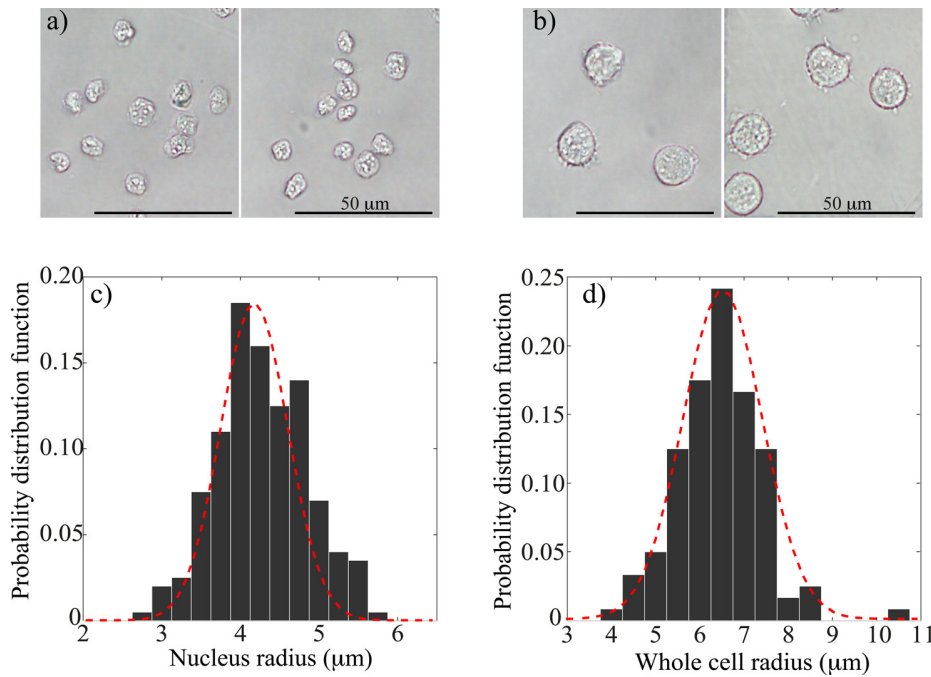 a)
50 μm
b)
50 μm
c)
Probability distribution function
0.20
0.15
0.10
0.05
0
2 3 4 5 6
Nucleus radius (μm)
d)
Probability distribution function
0.25
0.20
0.15
0.10
0.05
0
3 4 5 6 7 8 9 10 11
Whole cell radius (μm)